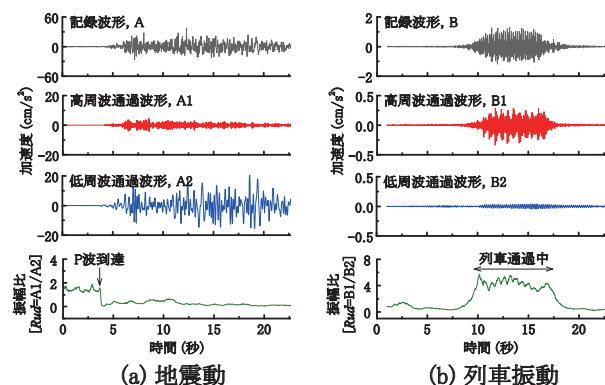 記録波形, A
60
0
−60
高周波通過波形, A1
20
0
−20
低周波通過波形, A2
20
0
−20
加速度 (cm/s²)
P波到達
4
2
0
振幅比
[Rud=A1/A2]
0 5 10 15 20
時間 (秒)
(a) 地震動
記録波形, B
2
0
−2
高周波通過波形, B1
0.5
0.0
−0.5
低周波通過波形, B2
0.5
0.0
−0.5
加速度 (cm/s²)
列車通過中
8
4
0
振幅比
[Rud=B1/B2]
0 5 10 15 20
時間 (秒)
(b) 列車振動